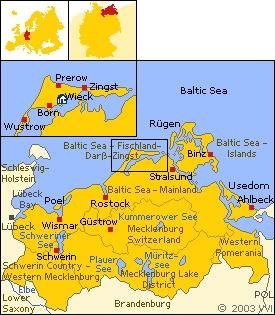 Prerow
Zingst
Wieck
Born
Wustrow
Baltic Sea
Rügen
Baltic Sea – Fischland-
Darß-Zingst
Binz
Baltic Sea –
Islands
Stralsund
Schleswig-
Holstein
Lübeck
Bay
Baltic Sea – Mainland
Usedom
Ahlbeck
Poel
Rostock
Lübeck
Wismar
Güstrow
Kummerower See
Mecklenburg
Switzerland
Schweriner
See
Schwerin
Western
Pomerania
Schwerin Country –
Western Mecklenburg
Plauer
See
Müritz-
see
Mecklenburg Lake
District
Elbe
Lower
Saxony
Brandenburg
POL
© 2003